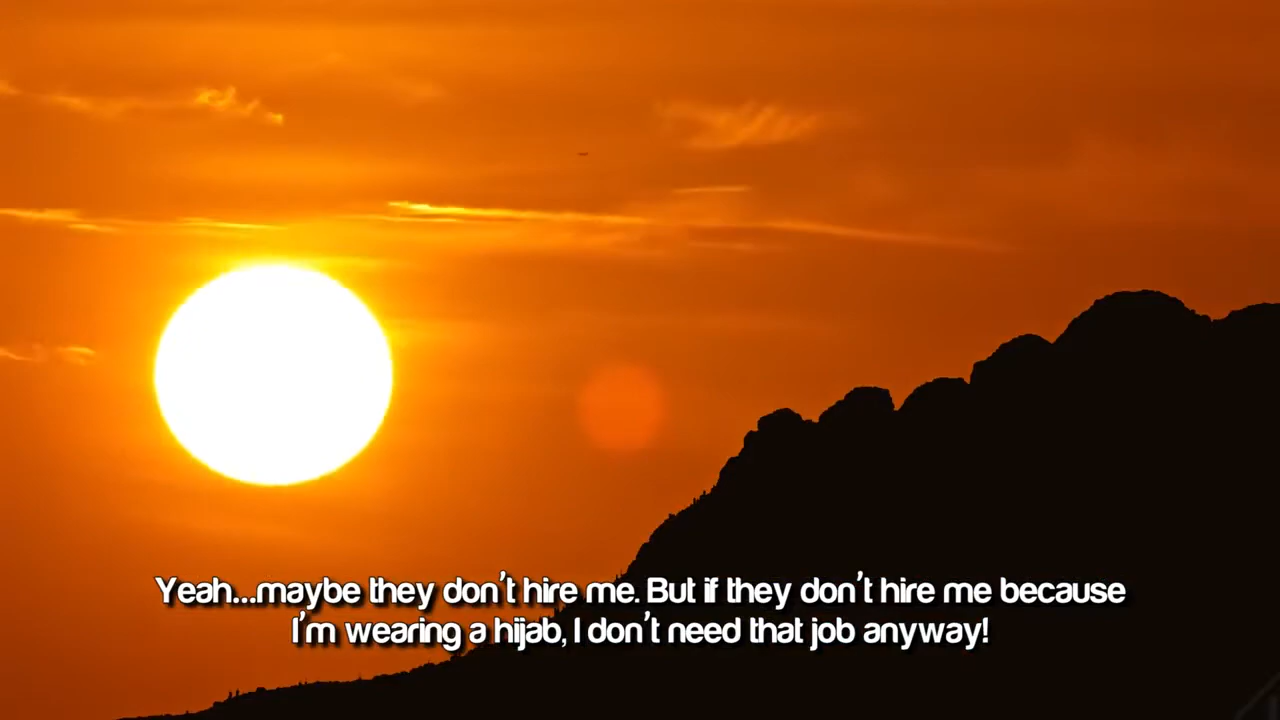 Yeah...maybe they don't hire me. But if they don't hire me because
I'm wearing a hijab, I don't need that job anyway!